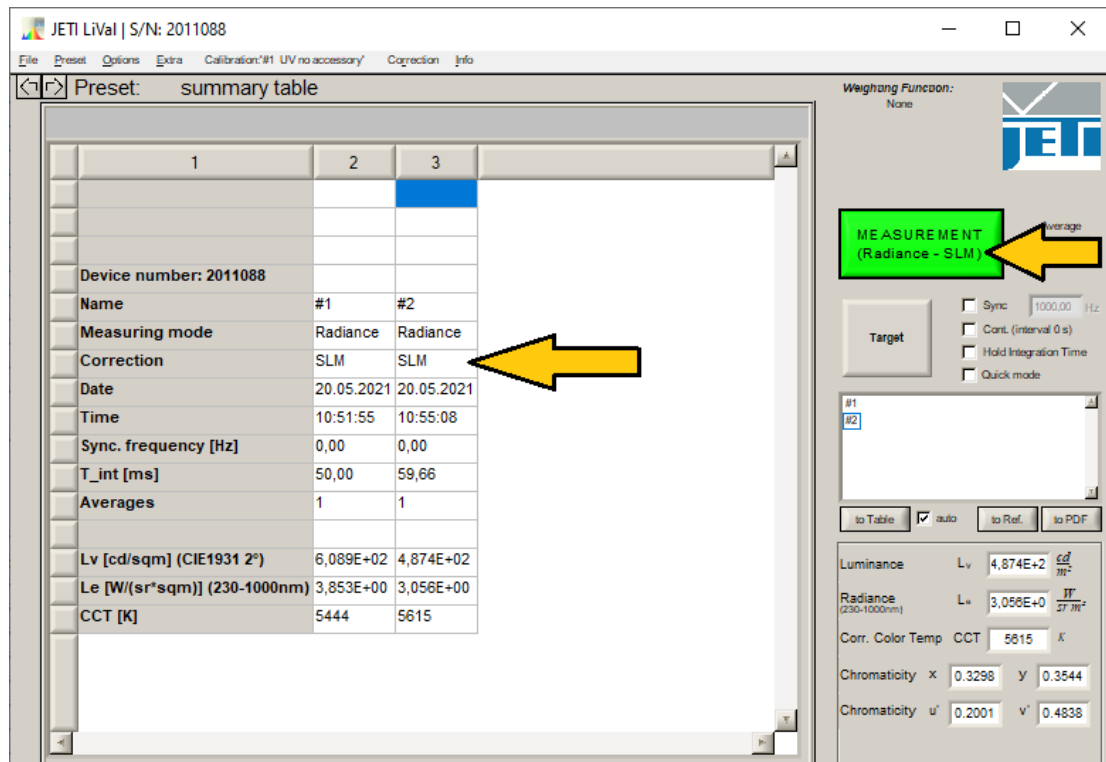 JETI LiVal | S/N: 2011088
File Preset Options Extra Calibration:'#1 UV no accessory' Correction Info
Preset: summary table
1 2 3
Device number: 2011088
Name #1 #2
Measuring mode Radiance Radiance
Correction SLM SLM
Date 20.05.2021 20.05.2021
Time 10:51:55 10:55:08
Sync. frequency [Hz] 0,00 0,00
T_int [ms] 50,00 59,66
Averages 1 1
Lv [cd/sqm] (CIE1931 2°) 6,089E+02 4,874E+02
Le [W/(sr*sqm)] (230-1000nm) 3,853E+00 3,056E+00
CCT [K] 5444 5615
Weighting Function:
None
JETI
Average
MEASUREMENT
(Radiance - SLM)
Target
Sync 1000,00 Hz
Cont. (interval 0 s)
Hold Integration Time
Quick mode
#1
#2
to Table auto to Ref. to PDF
Luminance Lv 4,874E+2 cd/m²
Radiance Le 3,056E+0 W/sr m²
(230-1000nm)
Corr. Color Temp CCT 5615 K
Chromaticity x 0.3298 y 0.3544
Chromaticity u' 0.2001 v' 0.4838